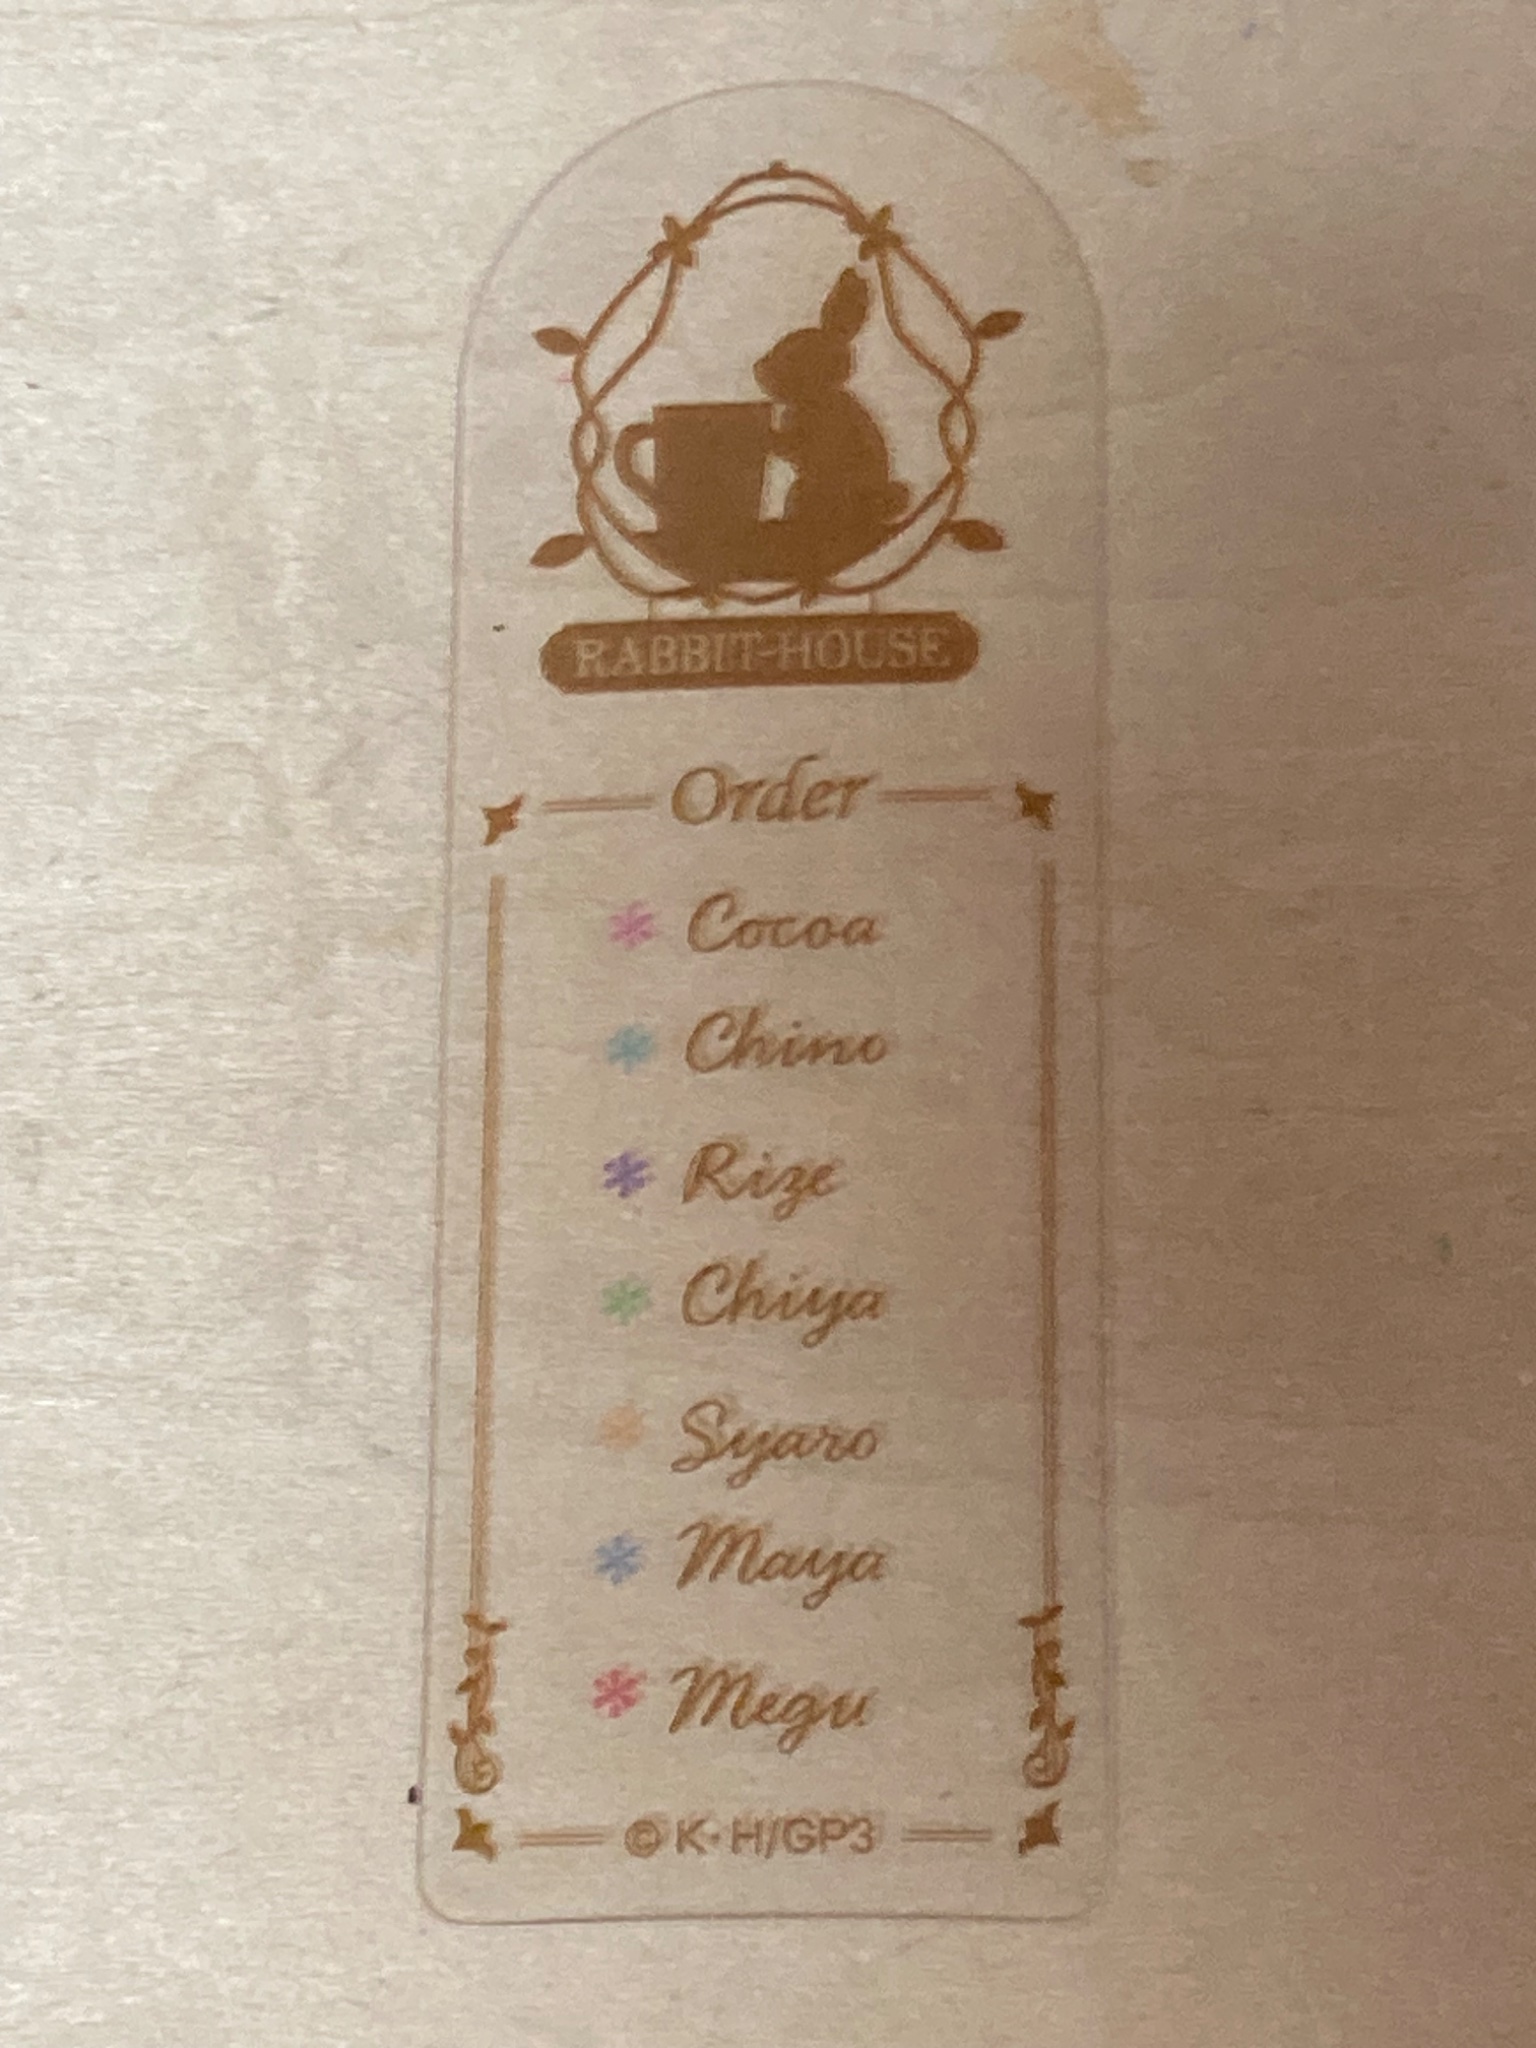 RABBIT-HOUSE
Order
Cocoa
Chino
Rize
Chiya
Syaro
Maya
Megu
© K・H/GP3